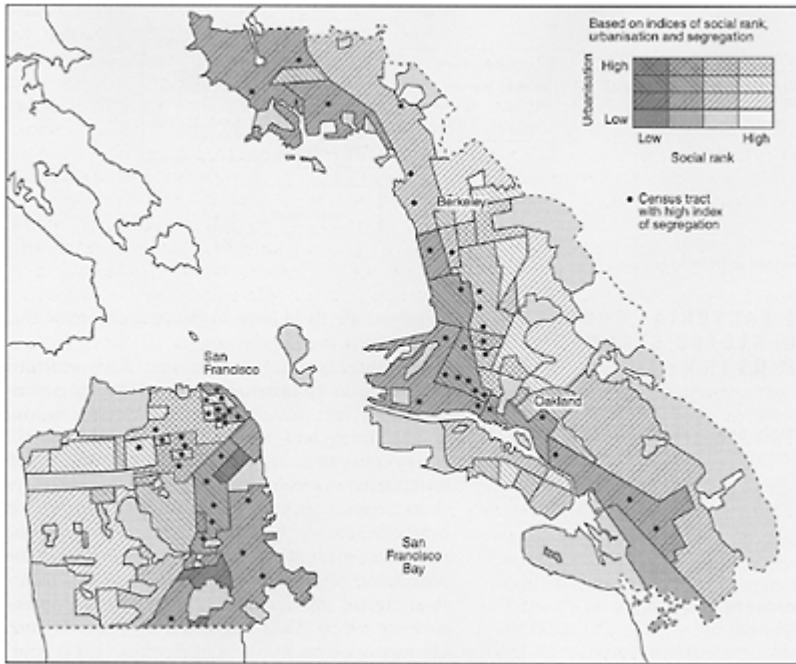 Based on indices of social rank,
urbanisation and segregation
High
Urbanisation
Low
Low
High
Social rank
Census tract
with high index
of segregation
Berkeley
San
Francisco
Oakland
San
Francisco
Bay